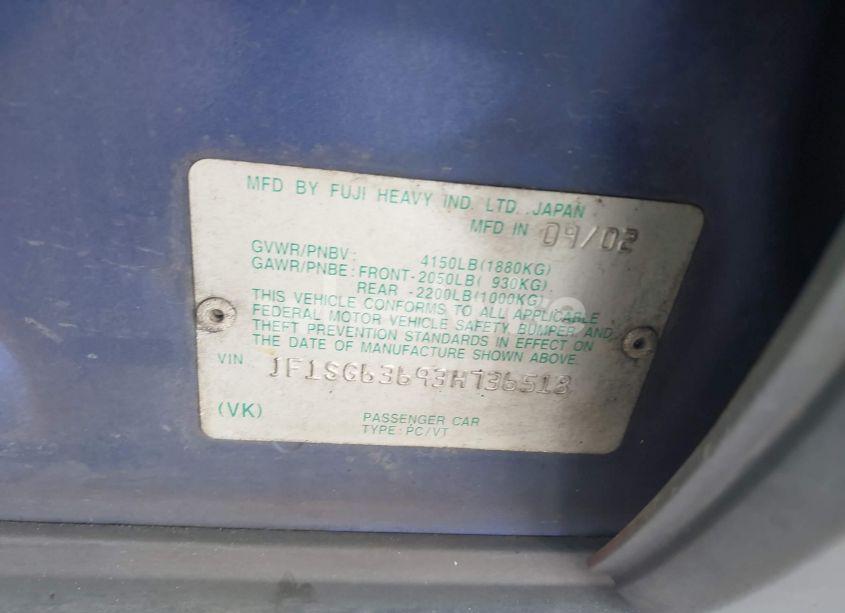 MFD BY FUJI HEAVY IND. LTD. JAPAN
MFD IN 04/02
GVWR/PNBV: 4150LB(1880KG)
GAWR/PNBE: FRONT-2050LB( 930KG)
REAR -2200LB(1000KG)
THIS VEHICLE CONFORMS TO ALL APPLICABLE
FEDERAL MOTOR VEHICLE SAFETY BUMPER AND
THEFT PREVENTION STANDARDS IN EFFECT ON
THE DATE OF MANUFACTURE SHOWN ABOVE.
VIN JF1SG63693H736518
(VK)
PASSENGER CAR
TYPE: PC/VT